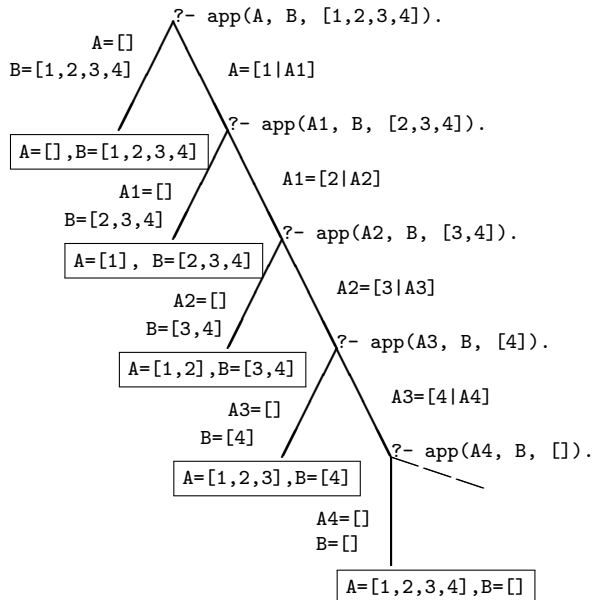 ?- app(A, B, [1,2,3,4]).
A=[]
B=[1,2,3,4]
A=[1|A1]
?- app(A1, B, [2,3,4]).
A=[],B=[1,2,3,4]
A1=[]
B=[2,3,4]
A1=[2|A2]
?- app(A2, B, [3,4]).
A=[1], B=[2,3,4]
A2=[]
B=[3,4]
A2=[3|A3]
?- app(A3, B, [4]).
A=[1,2],B=[3,4]
A3=[]
B=[4]
A3=[4|A4]
?- app(A4, B, []).
A=[1,2,3],B=[4]
A4=[]
B=[]
A=[1,2,3,4],B=[]